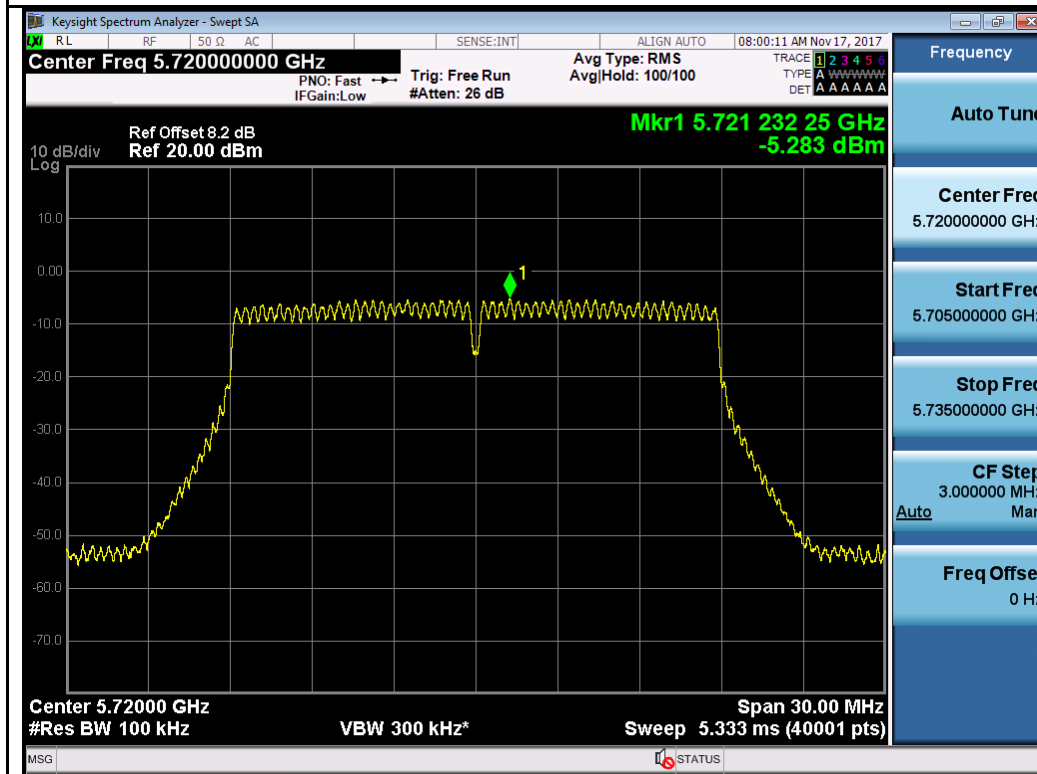 Keysight Spectrum Analyzer - Swept SA
LXI RL RF 50 Ω AC SENSE:INT ALIGN AUTO 08:00:11 AM Nov 17, 2017
Center Freq 5.720000000 GHz
PNO: Fast
IFGain:Low
Trig: Free Run
#Atten: 26 dB
Avg Type: RMS
Avg|Hold: 100/100
TRACE 1 2 3 4 5 6
TYPE A WWWWW
DET A A A A A A
Frequency
Mkr1 5.721 232 25 GHz
-5.283 dBm
Ref Offset 8.2 dB
10 dB/div Ref 20.00 dBm
Log
10.0
0.00
-10.0
-20.0
-30.0
-40.0
-50.0
-60.0
-70.0
1
Center 5.72000 GHz
Span 30.00 MHz
#Res BW 100 kHz
VBW 300 kHz*
Sweep 5.333 ms (40001 pts)
Auto Tune
Center Freq
5.720000000 GHz
Start Freq
5.705000000 GHz
Stop Freq
5.735000000 GHz
CF Step
3.000000 MHz
Auto Man
Freq Offse
0 Hz
MSG
STATUS